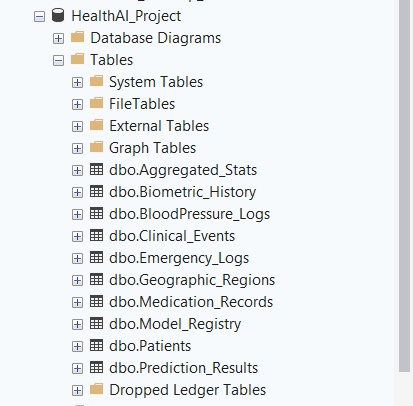 HealthAI_Project
Database Diagrams
Tables
System Tables
FileTables
External Tables
Graph Tables
dbo.Aggregated_Stats
dbo.Biometric_History
dbo.BloodPressure_Logs
dbo.Clinical_Events
dbo.Emergency_Logs
dbo.Geographic_Regions
dbo.Medication_Records
dbo.Model_Registry
dbo.Patients
dbo.Prediction_Results
Dropped Ledger Tables